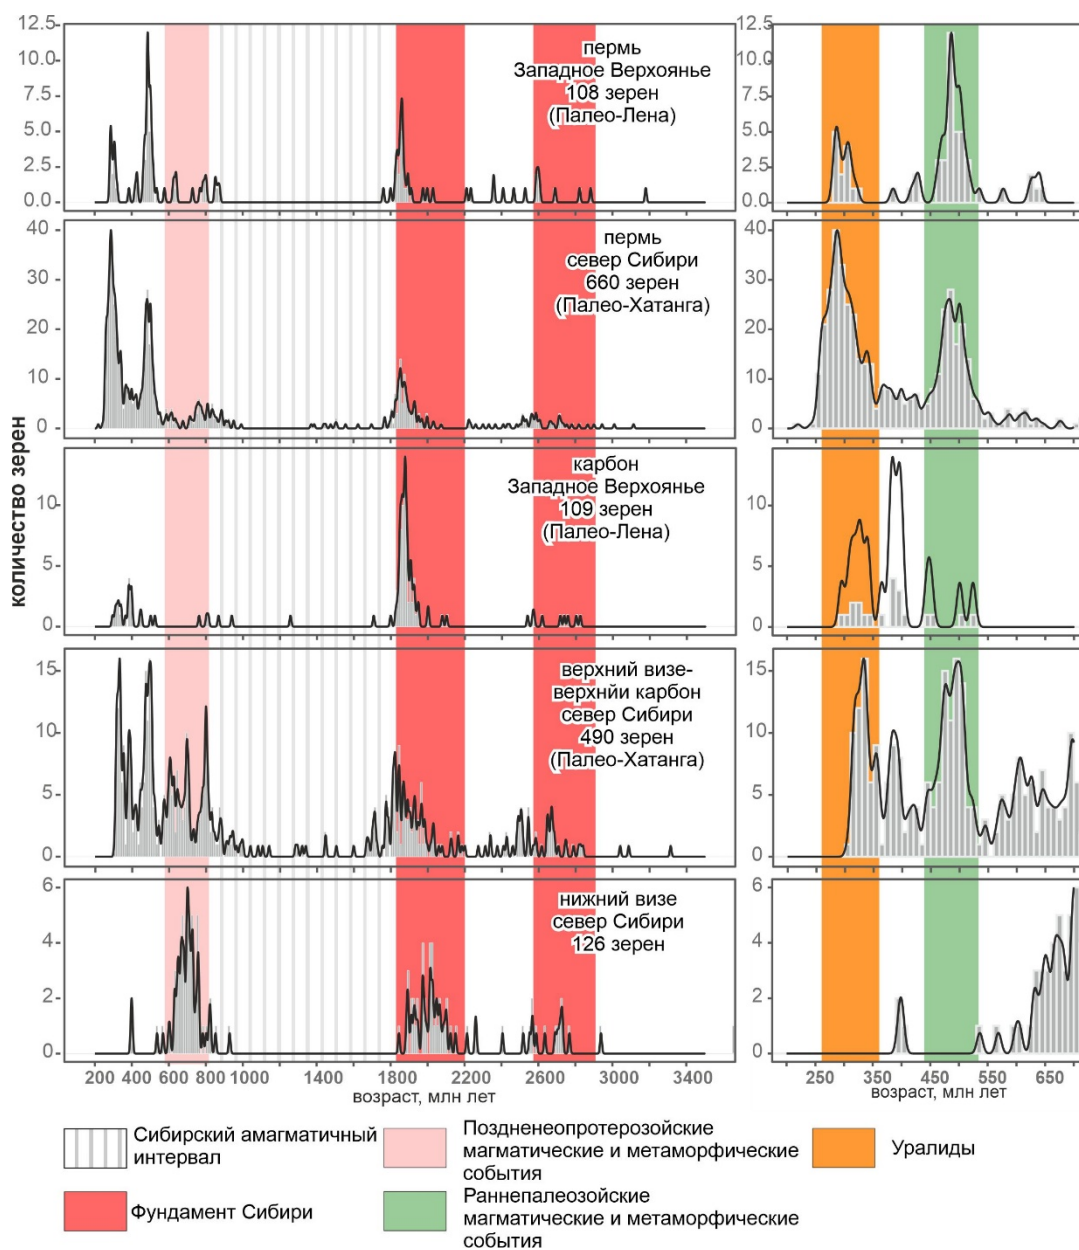 количество зерен
12.5
10.0
7.5
5.0
2.5
0.0
пермь
Западное Верхоянье
108 зерен
(Палео-Лена)
12.5
10.0
7.5
5.0
2.5
0.0
40
30
20
10
0
пермь
север Сибири
660 зерен
(Палео-Хатанга)
40
30
20
10
0
10
5
0
карбон
Западное Верхоянье
109 зерен
(Палео-Лена)
10
5
0
15
10
5
0
верхний визе-
верхнйи карбон
север Сибири
490 зерен
(Палео-Хатанга)
15
10
5
0
6
4
2
0
нижний визе
север Сибири
126 зерен
6
4
2
0
200 400 600 800 1000 1400 1800 2200 2600 3000 3400
возраст, млн лет
250 350 450 550 650
возраст, млн лет
Сибирский амагматичный
интервал
Поздненеопротерозойские
магматические и метаморфические
события
Уралиды
Фундамент Сибири
Раннепалеозойские
магматические и метаморфические
события